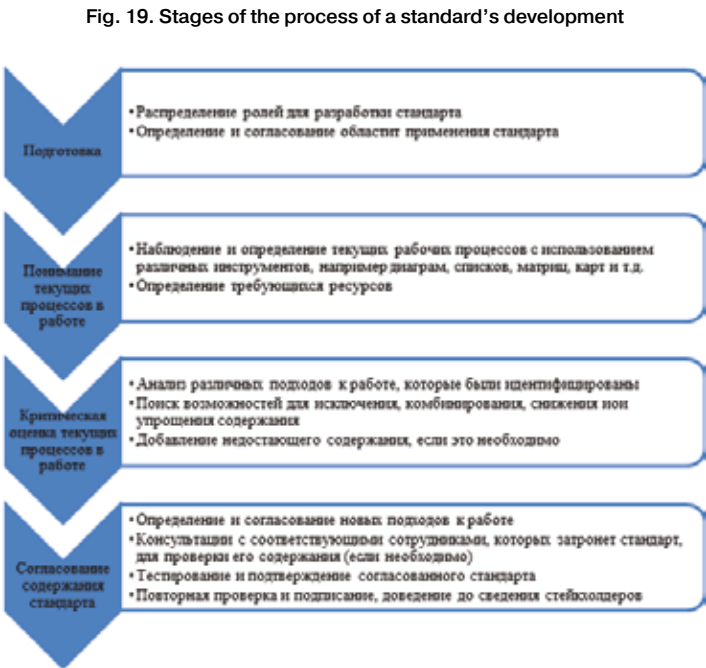 Fig. 19. Stages of the process of a standard's development
Подготовка
• Распределение ролей для разработки стандарта
• Определение и согласование областит применения стандарта
Понимание
текущих
процессов в
работе
• Наблюдение и определение текущих рабочих процессов с использованием
различных инструментов, например диаграм, списков, матриц, карт и т.д.
• Определение требующихся ресурсов
Критическая
оценка текущих
процессов в
работе
• Анализ различных подходов к работе, которые были идентифицированы
• Поиск возможностей для исключения, комбинирования, снижения иои
упрощения содержания
• Добавление недостающего содержания, если это необходимо
Согласование
содержания
стандарта
• Определение и согласование новых подходов к работе
• Консультации с соответствующими сотрудниками, которых затронет стандарт,
для проверки его содержания (если необходимо)
• Тестирование и подтверждение согласованного стандарта
• Повторная проверка и подписание, доведение до сведения стейкхолдеров